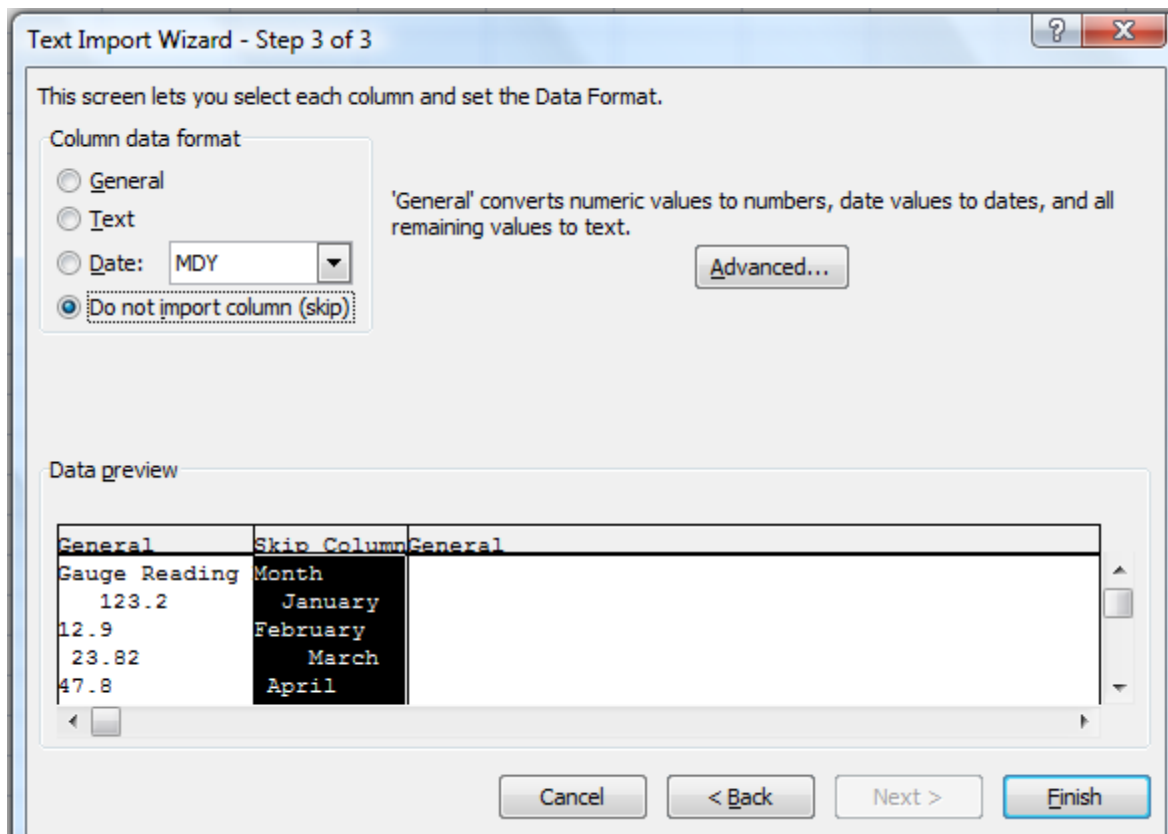 Text Import Wizard - Step 3 of 3
This screen lets you select each column and set the Data Format.
Column data format
General
Text
Date: MDY
Do not import column (skip)
'General' converts numeric values to numbers, date values to dates, and all
remaining values to text.
Advanced...
Data preview
General Skip Column General
Gauge Reading Month
123.2 January
12.9 February
23.82 March
47.8 April
Cancel < Back Next > Finish